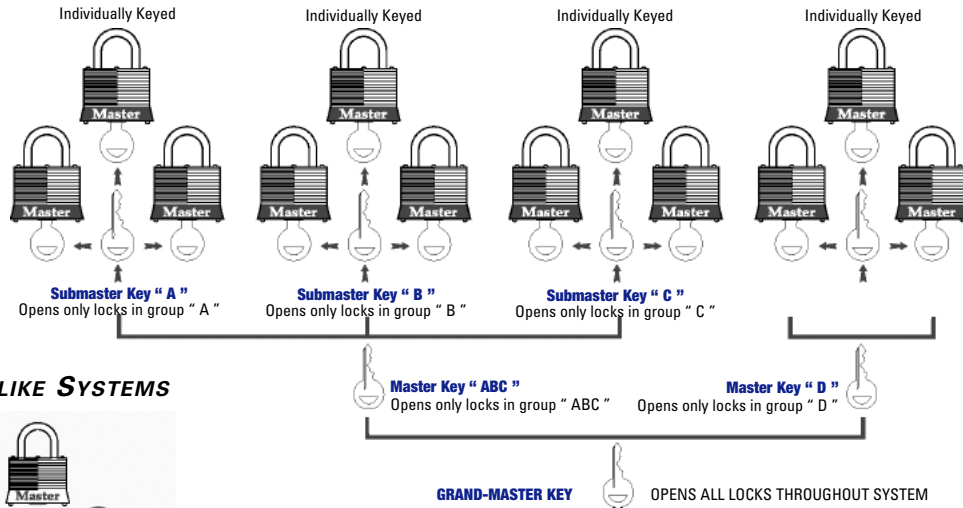 Individually Keyed
Individually Keyed
Individually Keyed
Individually Keyed
Master
Master
Master
Master
Master
Master
Master
Master
Master
Master
Master
Master
Submaster Key “ A ”
Opens only locks in group “ A ”
Submaster Key “ B ”
Opens only locks in group “ B ”
Submaster Key “ C ”
Opens only locks in group “ C ”
LIKE SYSTEMS
Master Key “ ABC ”
Opens only locks in group “ ABC ”
Master Key “ D ”
Opens only locks in group “ D ”
Master
GRAND-MASTER KEY
OPENS ALL LOCKS THROUGHOUT SYSTEM